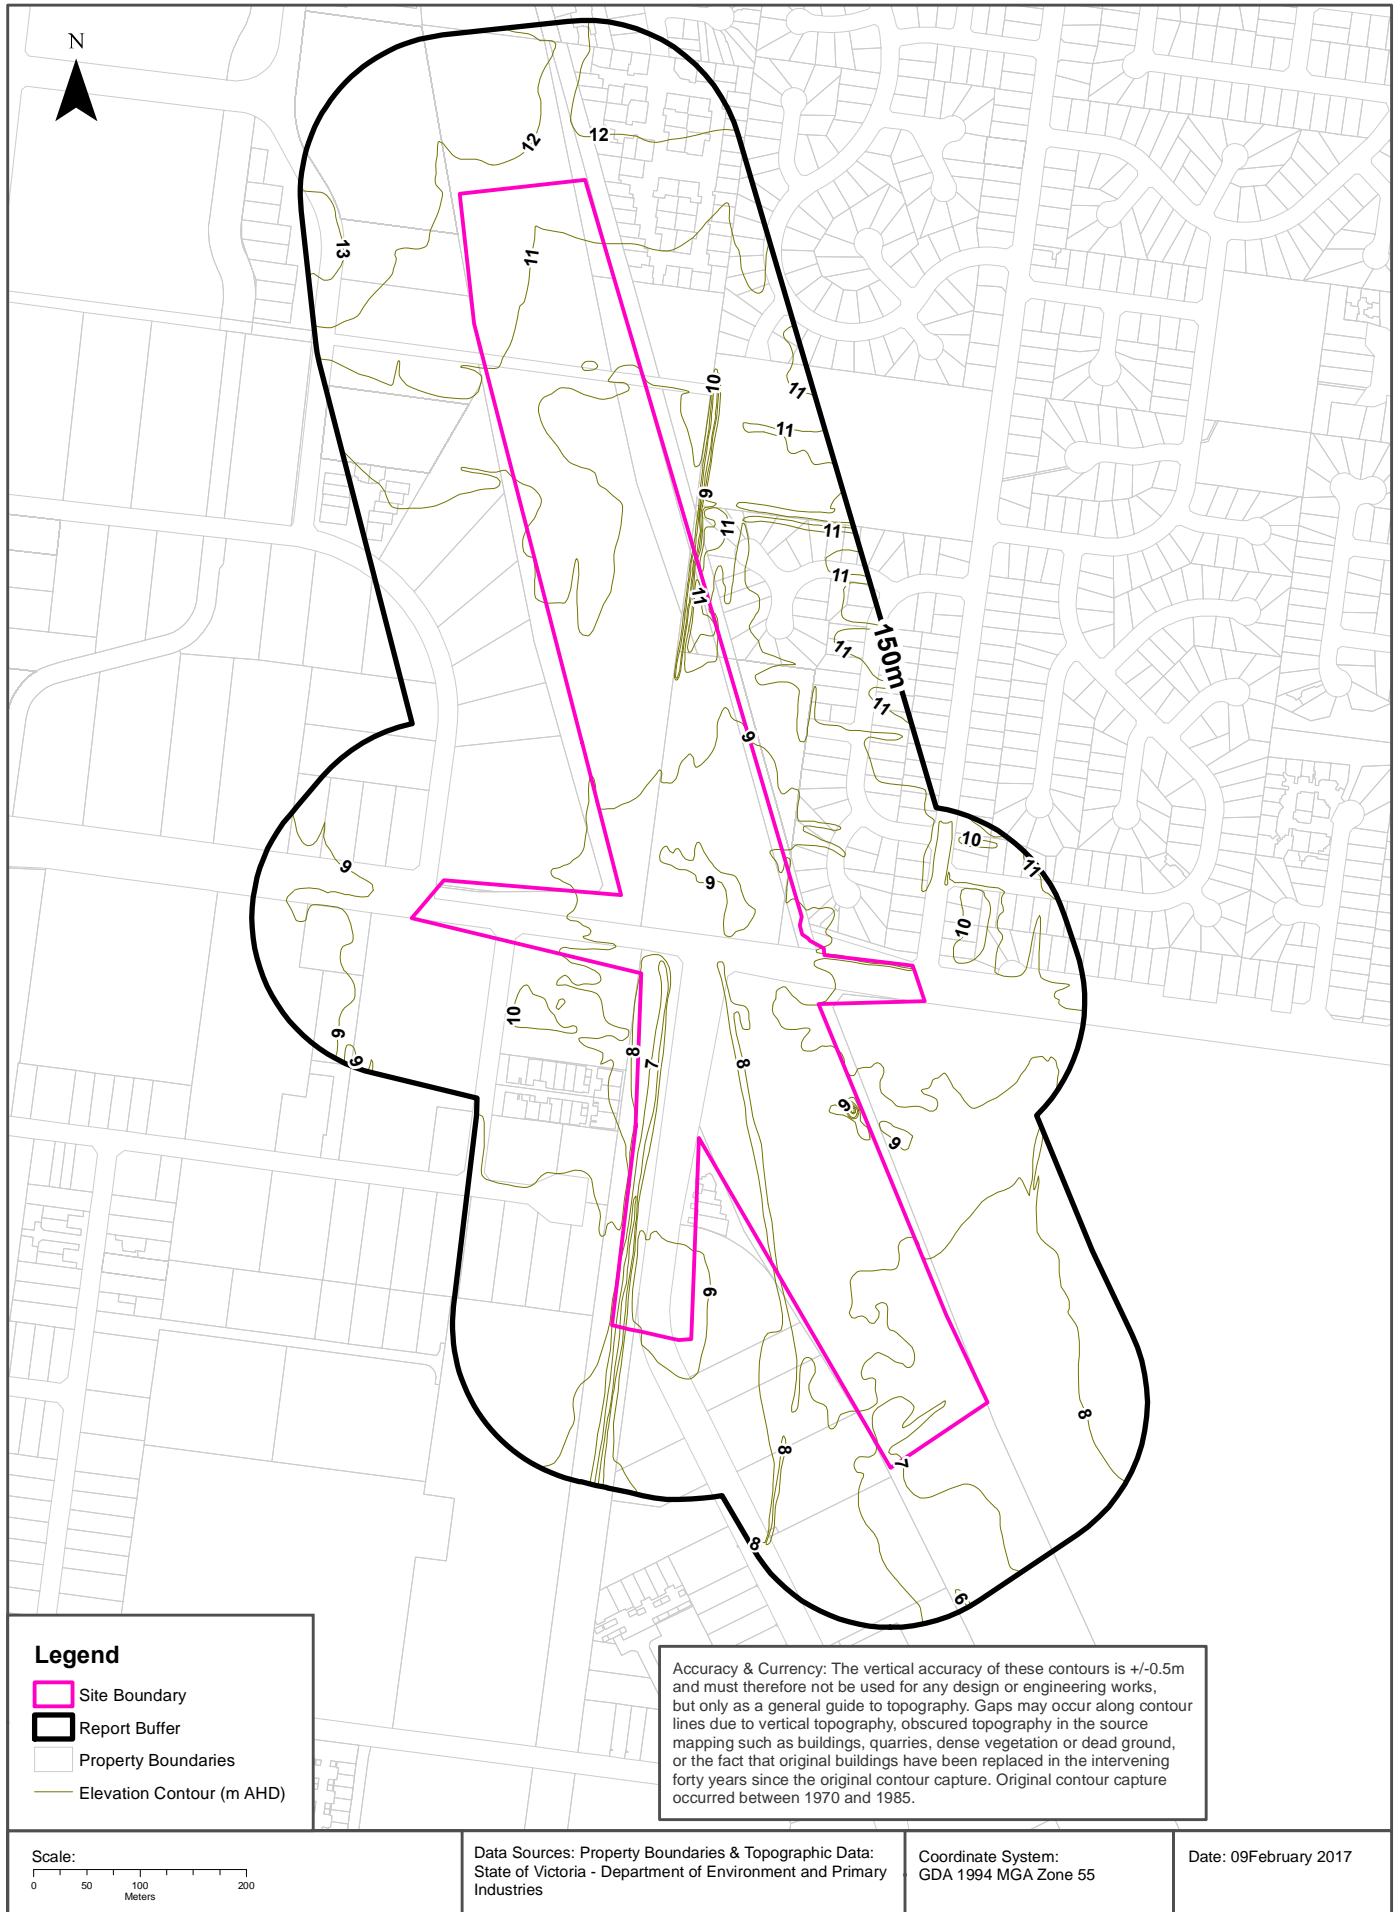 N
12
12
13
11
10
11
11
9
11
11
11
11
11
150m
11
9
10
11
9
9
10
10
9
9
8
7
8
9
9
9
8
8
7
8
6
Legend
Site Boundary
Report Buffer
Property Boundaries
Elevation Contour (m AHD)
Accuracy & Currency: The vertical accuracy of these contours is +/-0.5m
and must therefore not be used for any design or engineering works,
but only as a general guide to topography. Gaps may occur along contour
lines due to vertical topography, obscured topography in the source
mapping such as buildings, quarries, dense vegetation or dead ground,
or the fact that original buildings have been replaced in the intervening
forty years since the original contour capture. Original contour capture
occurred between 1970 and 1985.
Scale:
0 50 100 200
Meters
Data Sources: Property Boundaries & Topographic Data:
State of Victoria - Department of Environment and Primary
Industries
Coordinate System:
GDA 1994 MGA Zone 55
Date: 09February 2017